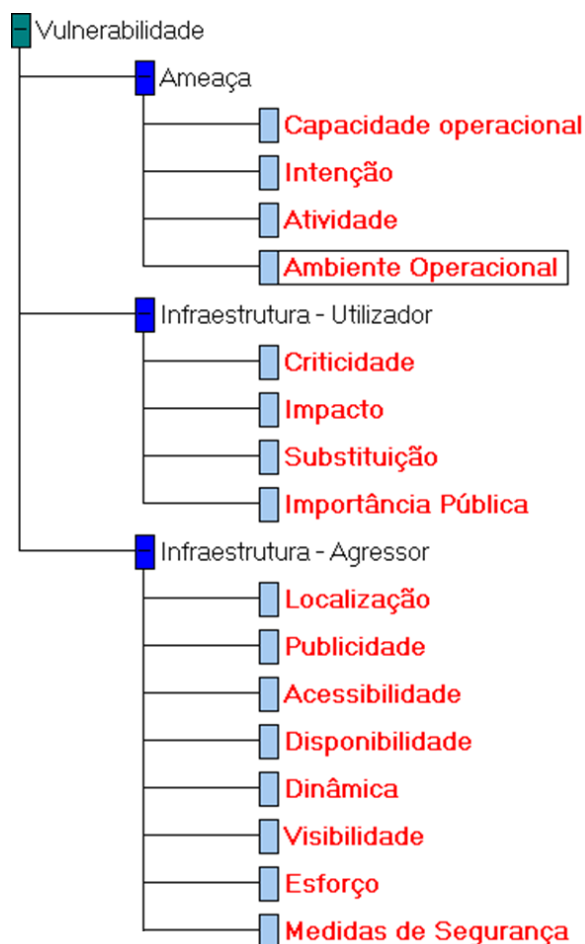 Vulnerabilidade
Ameaça
Capacidade operacional
Intenção
Atividade
Ambiente Operacional
Infraestrutura - Utilizador
Criticidade
Impacto
Substituição
Importância Pública
Infraestrutura - Agressor
Localização
Publicidade
Acessibilidade
Disponibilidade
Dinâmica
Visibilidade
Esforço
Medidas de Segurança